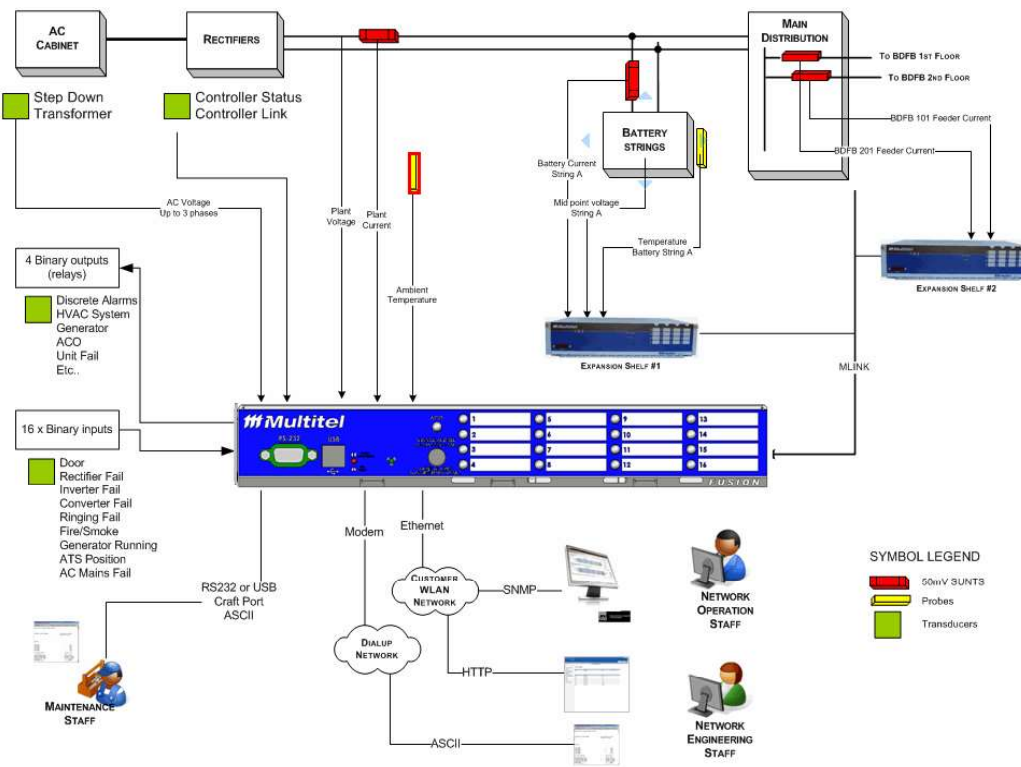 AC
CABINET
RECTIFIERS
MAIN
DISTRIBUTION
TO BDFB 1ST FLOOR
TO BDFB 2ND FLOOR
Step Down
Transformer
Controller Status
Controller Link
BATTERY
STRINGS
BDFB 101 Feeder Current
BDFB 201 Feeder Current
Battery Current
String A
Mid point voltage
String A
Temperature
Battery String A
AC Voltage
Up to 3 phases
Plant
Voltage
Plant
Current
Ambient
Temperature
4 Binary outputs
(relays)
Discrete Alarms
HVAC System
Generator
ACO
Unit Fail
Etc..
Multitel
EXPANSION SHELF #2
Multitel
EXPANSION SHELF #1
MLINK
16 x Binary inputs
Door
Rectifier Fail
Inverter Fail
Converter Fail
Ringing Fail
Fire/Smoke
Generator Running
ATS Position
AC Mains Fail
Multitel
RS-232
USB
1
2
3
4
5
6
7
8
9
10
11
12
13
14
15
16
FUSION
RS232 or USB
Craft Port
ASCII
Modem
Ethernet
CUSTOMER
WLAN
NETWORK
SNMP
NETWORK
OPERATION
STAFF
DIALUP
NETWORK
HTTP
NETWORK
ENGINEERING
STAFF
ASCII
MAINTENANCE
STAFF
SYMBOL LEGEND
50mV SUNTS
Probes
Transducers